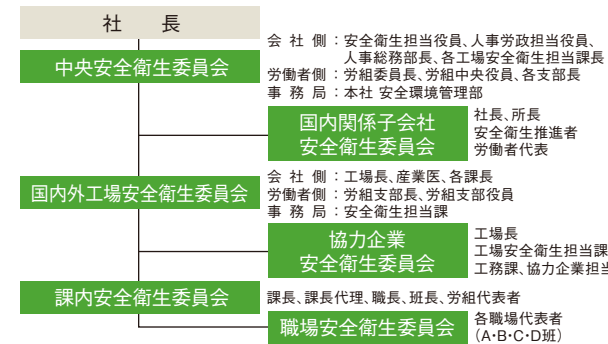 社　長
中央安全衛生委員会
会 社 側：安全衛生担当役員、人事労政担当役員、
人事総務部長、各工場安全衛生担当課長
労働者側：労組委員長、労組中央役員、各支部長
事 務 局：本社 安全環境管理部
国内関係子会社
安全衛生委員会
社長、所長
安全衛生推進者
労働者代表
国内外工場安全衛生委員会
会 社 側：工場長、産業医、各課長
労働者側：労組支部長、労組支部役員
事 務 局：安全衛生担当課
協力企業
安全衛生委員会
工場長
工場安全衛生担当課
工務課、協力企業担当
課内安全衛生委員会
課長、課長代理、職長、班長、労組代表者
職場安全衛生委員会
各職場代表者
（A・B・C・D班）